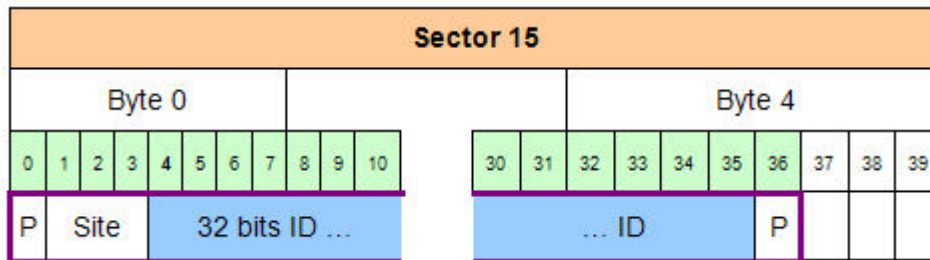 Sector 15
Byte 0 Byte 4
0 1 2 3 4 5 6 7 8 9 10 30 31 32 33 34 35 36 37 38 39
P Site 32 bits ID ... ... ID P